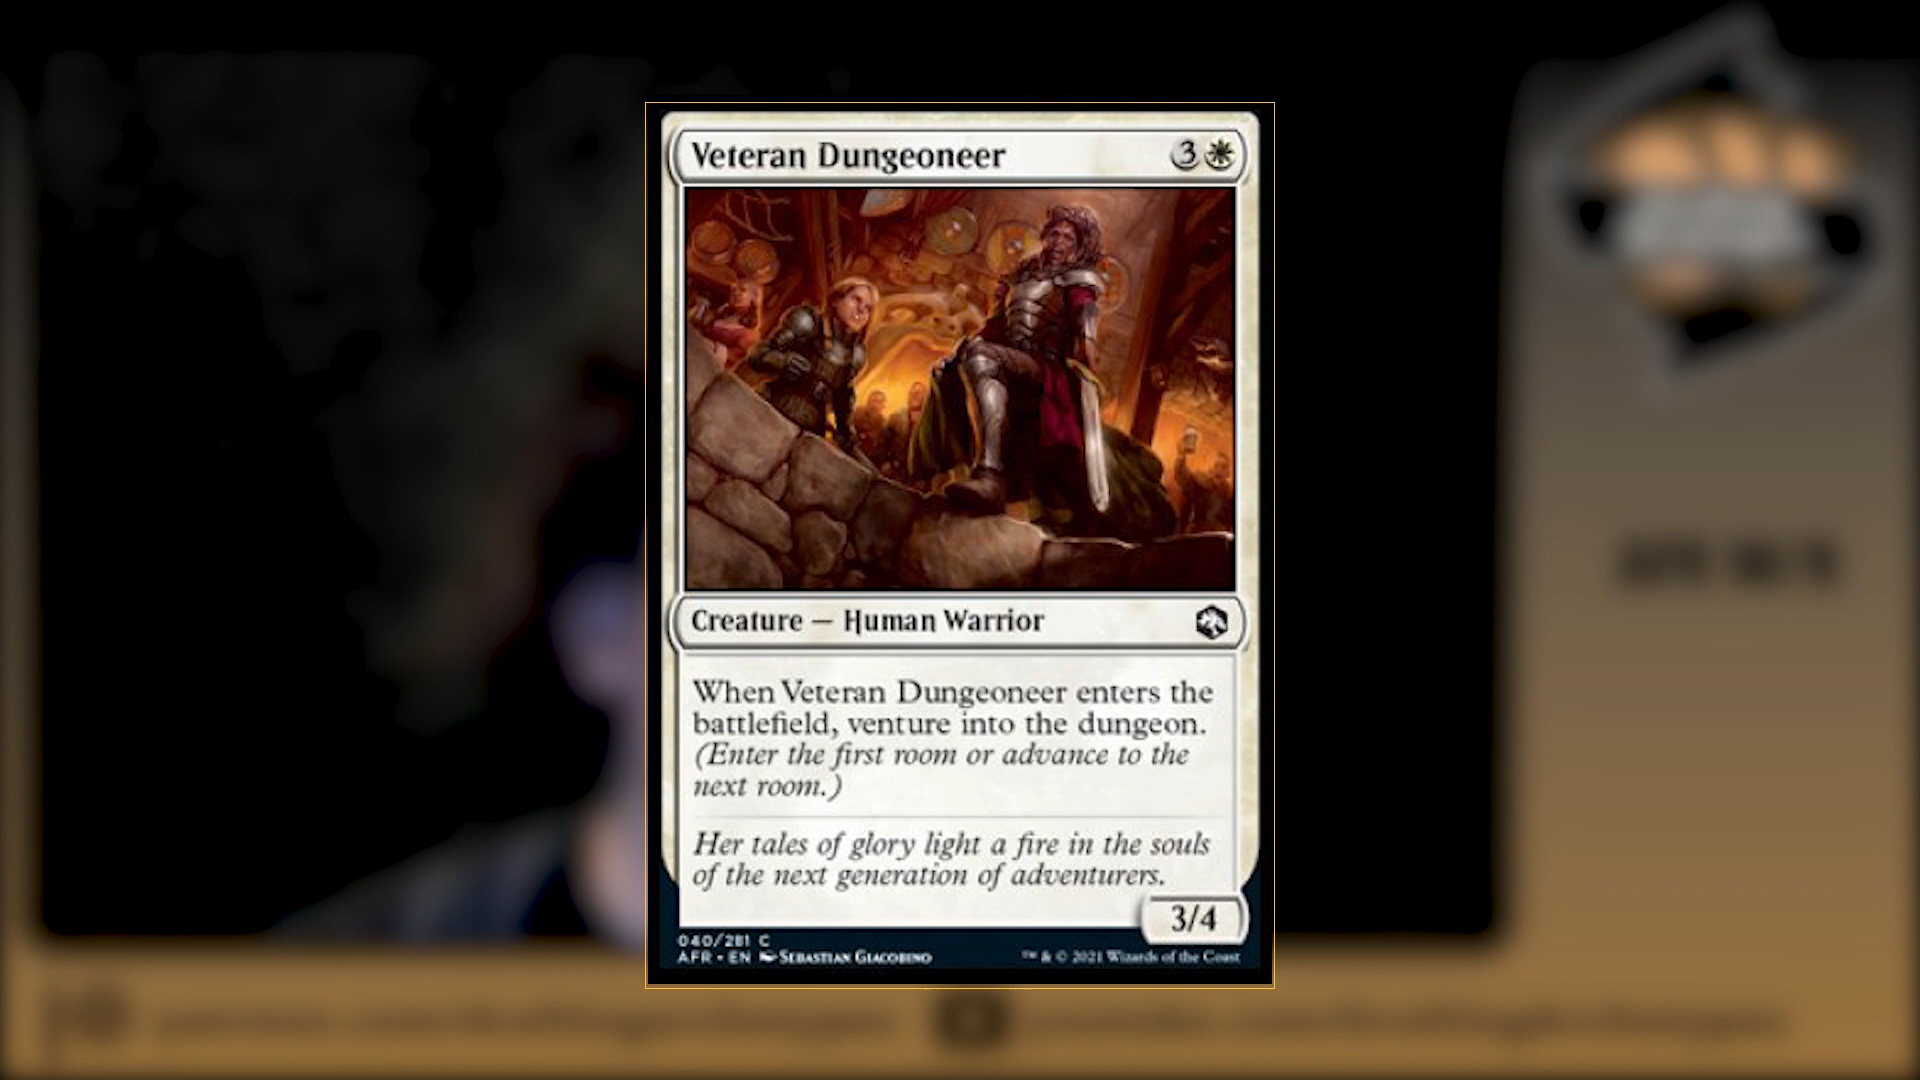 Veteran Dungeoneer 3
Creature — Human Warrior
When Veteran Dungeoneer enters the
battlefield, venture into the dungeon.
(Enter the first room or advance to the
next room.)
Her tales of glory light a fire in the souls
of the next generation of adventurers.
3/4
040/281 C
AFR • EN Sebastian Giacobino
™ & © 2021 Wizards of the Coast